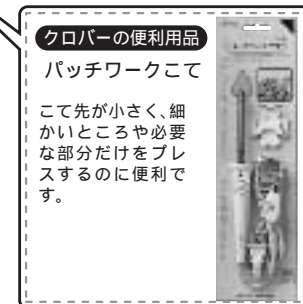 クロバーの便利用品
パッチワークこて
こて先が小さく、細
かいところや必要
な部分だけをプレ
スするのに便利で
す。